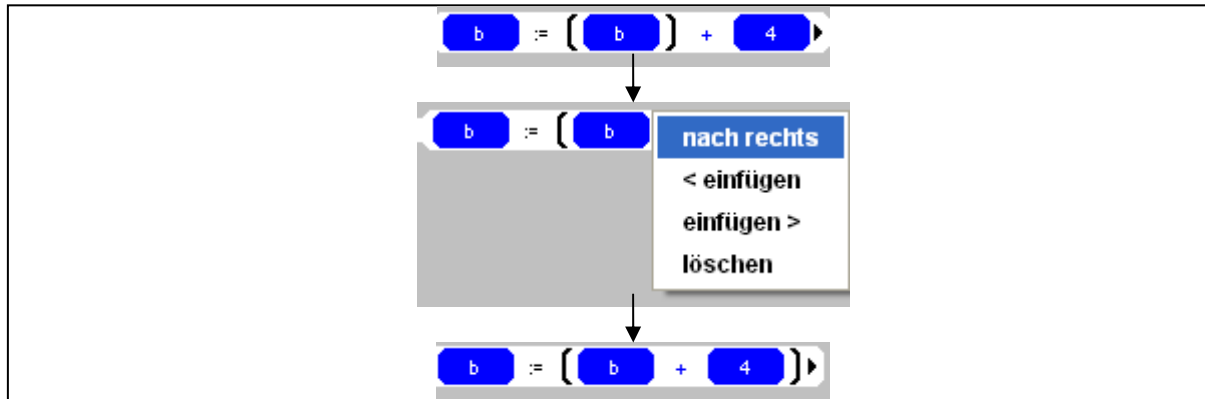 b := ( b ) + 4
b := ( b
nach rechts
< einfügen
einfügen >
löschen
b := ( b + 4 )